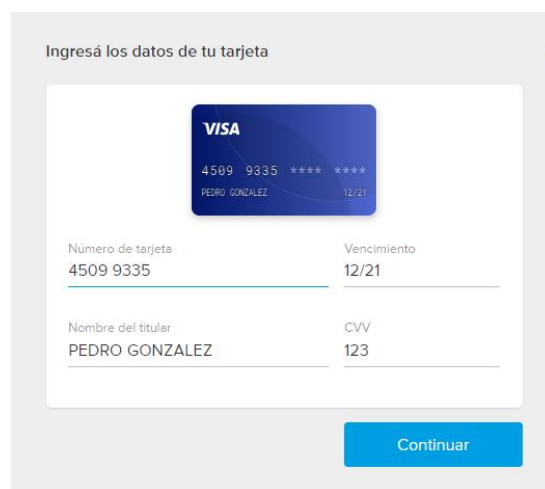 Ingresá los datos de tu tarjeta
VISA
4509 9335 **** ****
PEDRO GONZALEZ 12/21
Número de tarjeta
4509 9335
Vencimiento
12/21
Nombre del titular
PEDRO GONZALEZ
CVV
123
Continuar